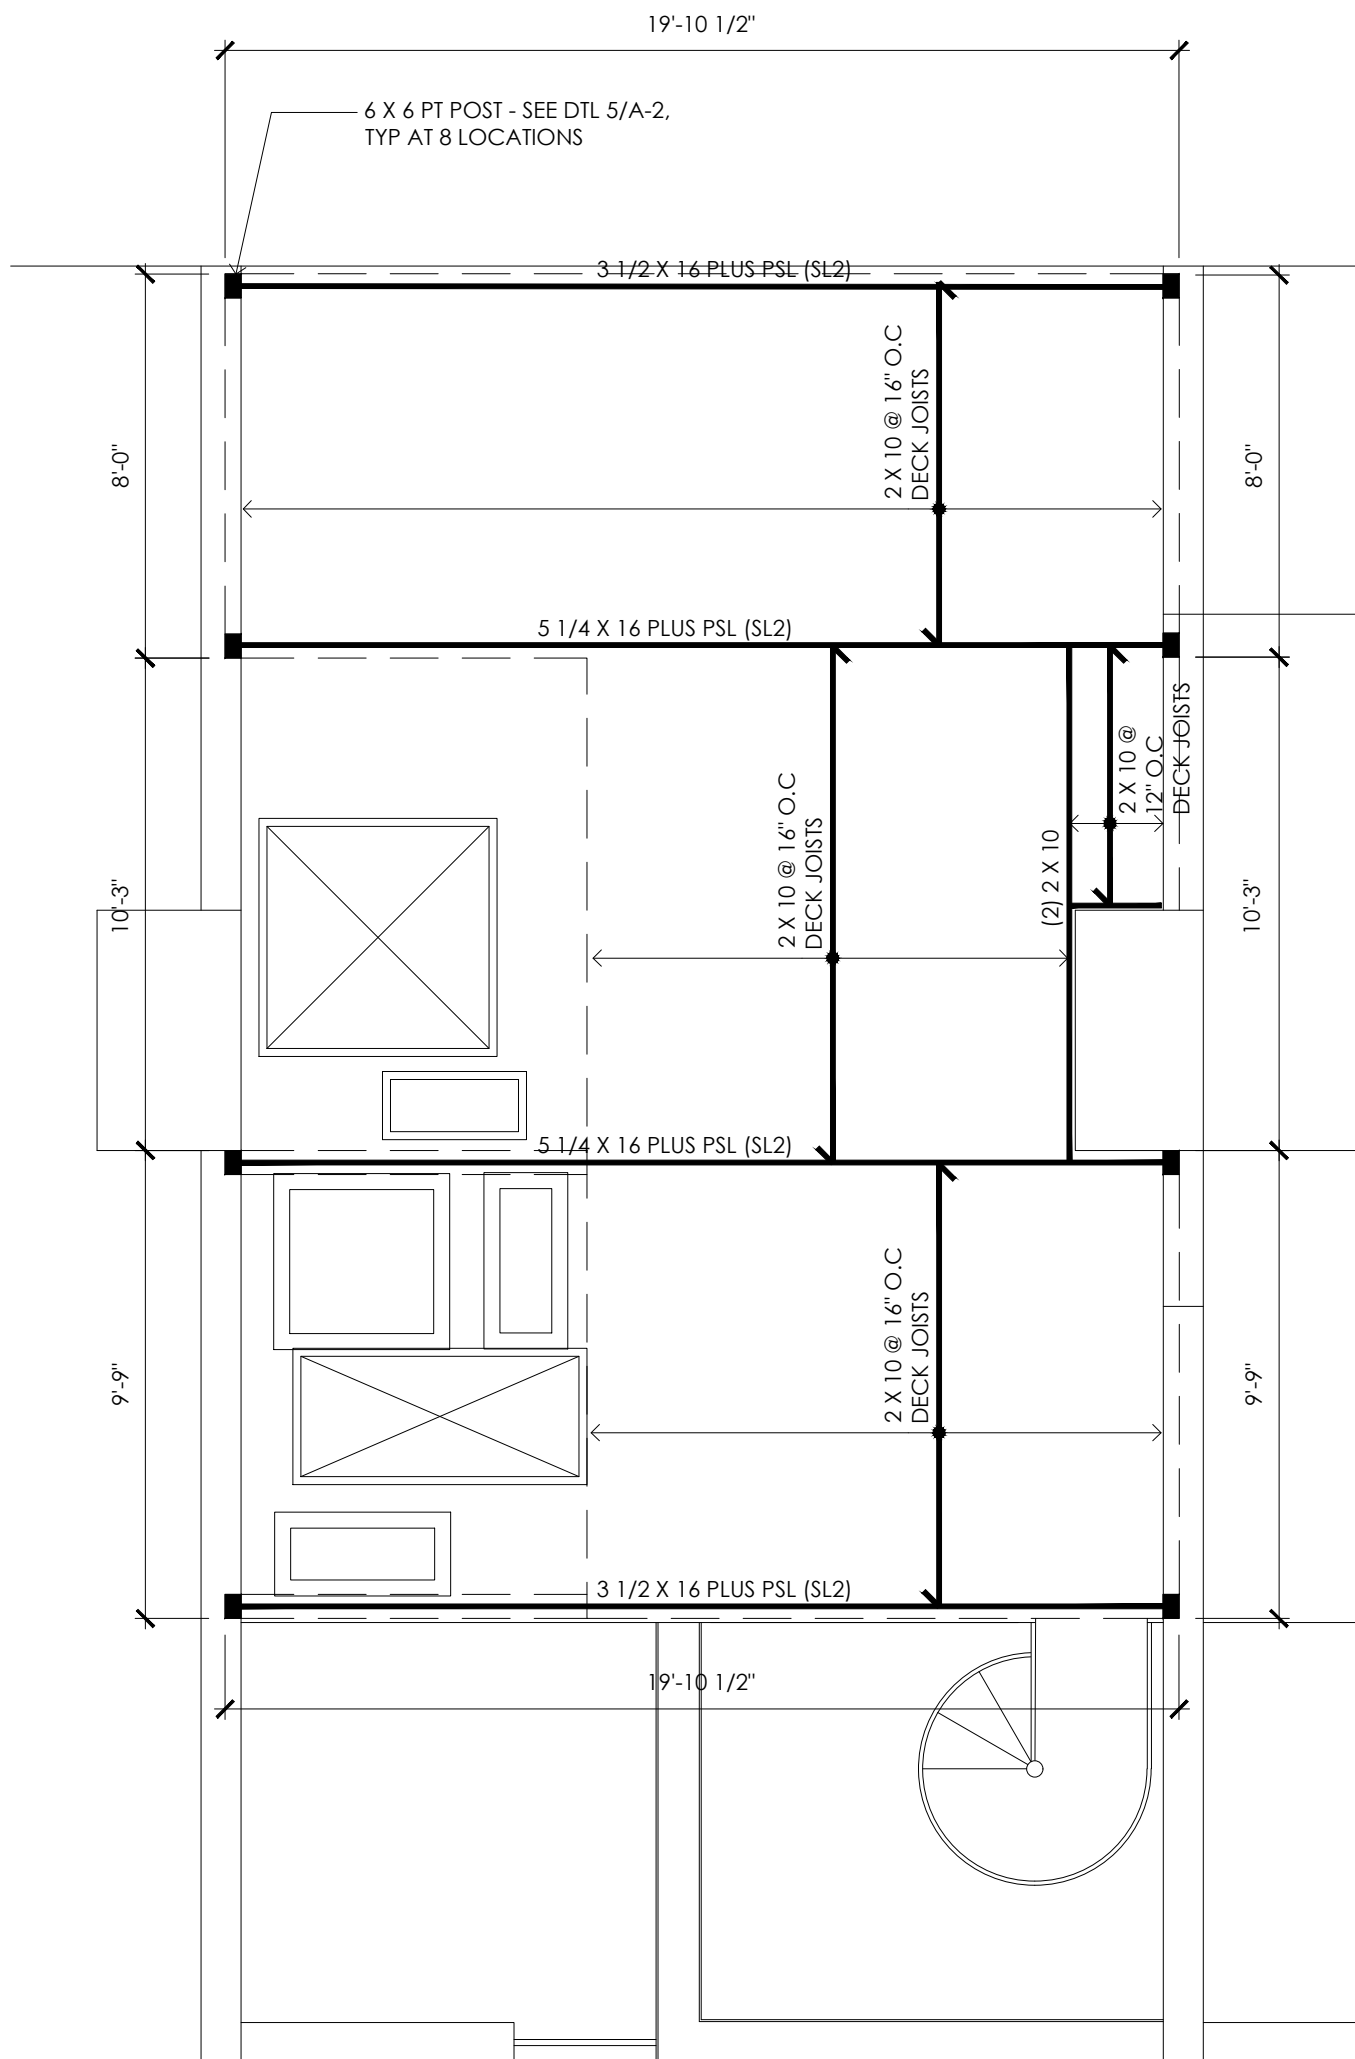 19'-10 1/2"
6 X 6 PT POST - SEE DTL 5/A-2,
TYP AT 8 LOCATIONS
3 1/2 X 16 PLUS PSL (SL2)
2 X 10 @ 16" O.C
DECK JOISTS
8'-0"
8'-0"
5 1/4 X 16 PLUS PSL (SL2)
2 X 10 @
12" O.C
DECK JOISTS
2 X 10 @ 16" O.C
DECK JOISTS
(2) 2 X 10
10'-3"
10'-3"
5 1/4 X 16 PLUS PSL (SL2)
2 X 10 @ 16" O.C
DECK JOISTS
9'-9"
9'-9"
3 1/2 X 16 PLUS PSL (SL2)
19'-10 1/2"